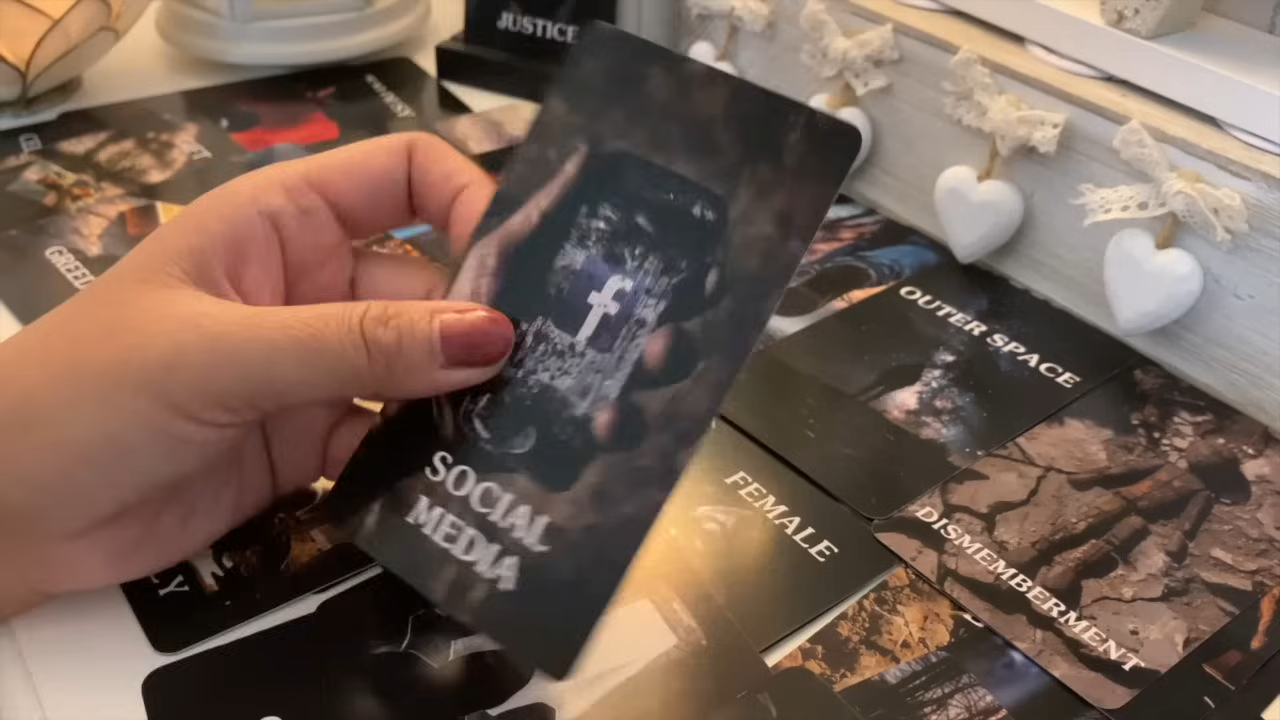 JUSTICE
GREED
f
SOCIAL
MEDIA
OUTER SPACE
FEMALE
DISMEMBERMENT